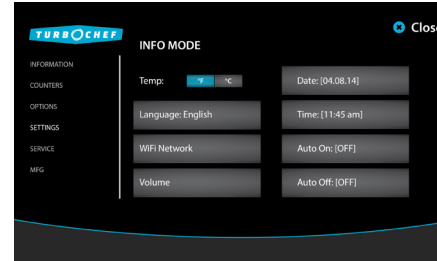 TURBOCHEF
Close
INFO MODE
INFORMATION
COUNTERS
OPTIONS
SETTINGS
SERVICE
MFG
Temp: °F °C
Language: English
WiFi Network
Volume
Date: [04.08.14]
Time: [11:45 am]
Auto On: [OFF]
Auto Off: [OFF]